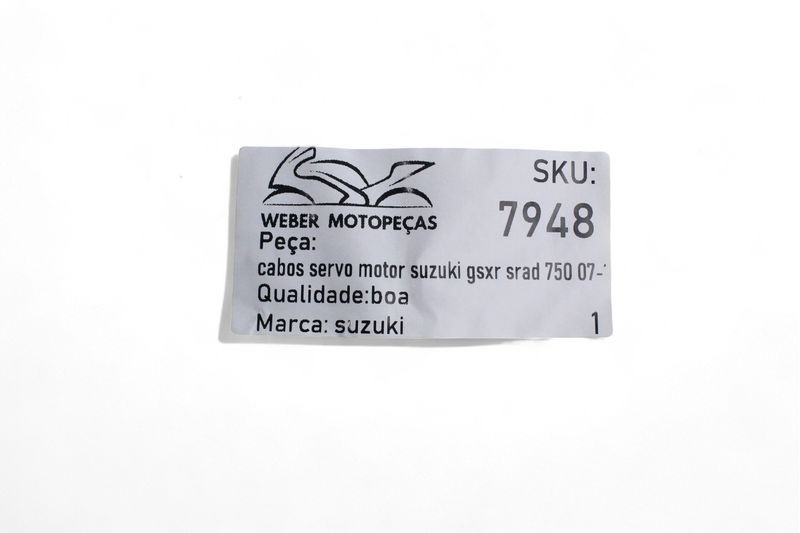 WEBER MOTOPEÇAS
SKU:
7948
Peça:
cabos servo motor suzuki gsxr srad 750 07-
Qualidade:boa
Marca: suzuki
1